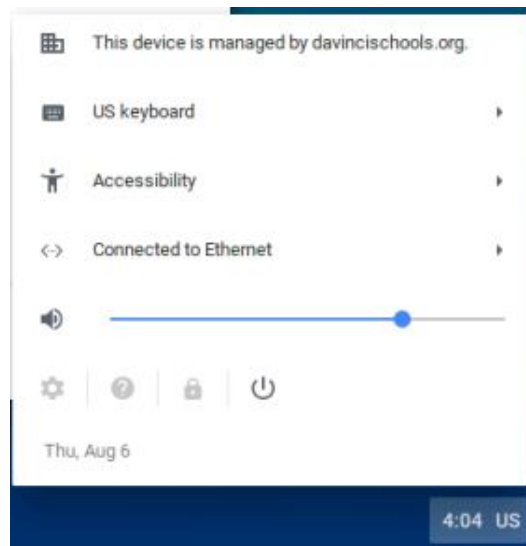 This device is managed by davincischools.org.
US keyboard
Accessibility
Connected to Ethernet
Thu, Aug 6
4:04 US